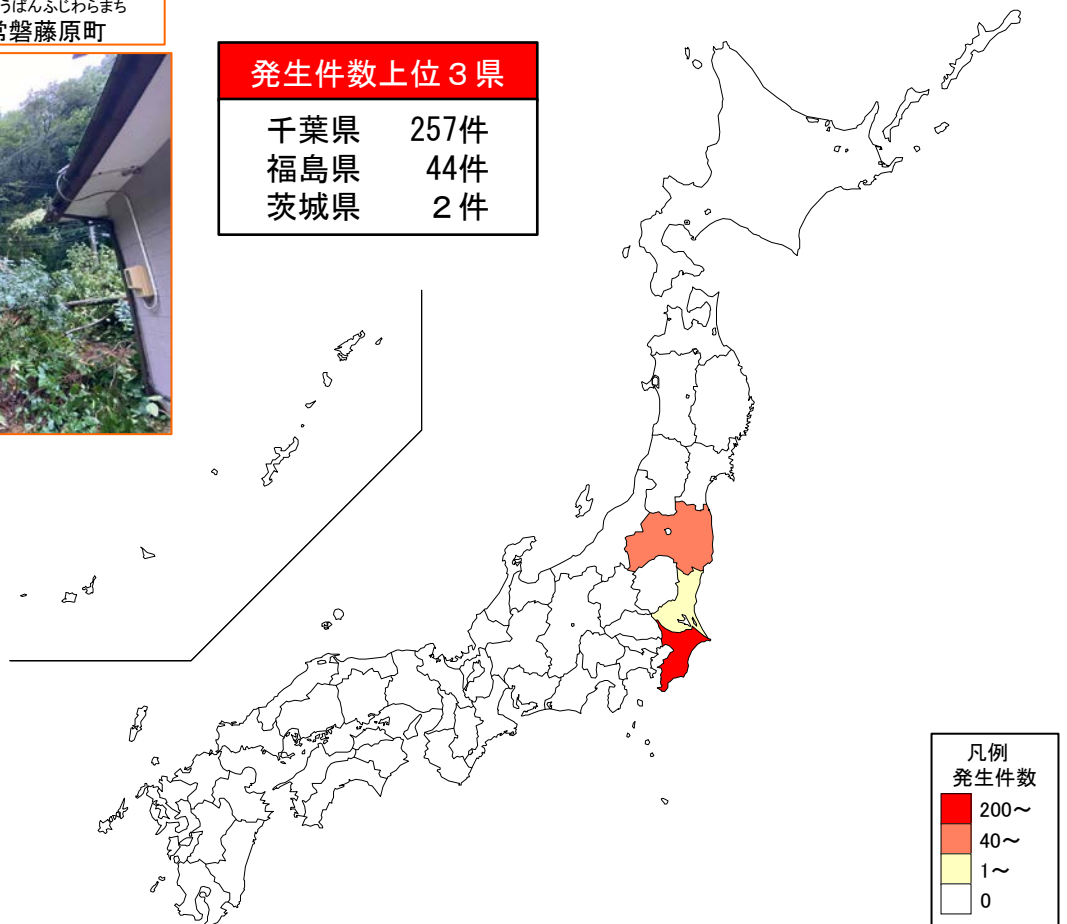 うばんふじわらまち
常磐藤原町
発生件数上位３県
千葉県 257件
福島県 44件
茨城県 ２件
凡例
発生件数
200～
40～
1～
0